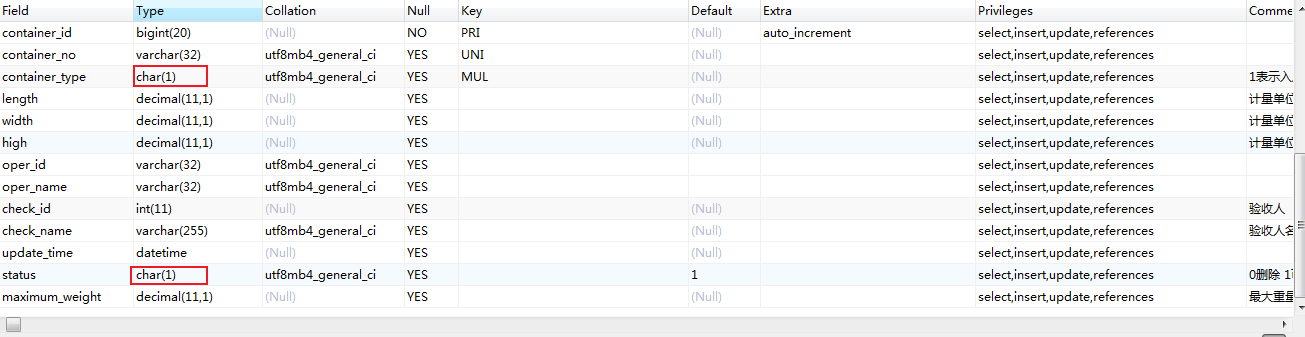 Field Type Collation Null Key Default Extra Privileges Comme
container_id bigint(20) (Null) NO PRI (Null) auto_increment select,insert,update,references
container_no varchar(32) utf8mb4_general_ci YES UNI select,insert,update,references
container_type char(1) utf8mb4_general_ci YES MUL (Null) select,insert,update,references 1表示入
length decimal(11,1) (Null) YES (Null) select,insert,update,references 计量单位
width decimal(11,1) (Null) YES (Null) select,insert,update,references 计量单位
high decimal(11,1) (Null) YES (Null) select,insert,update,references 计量单位
oper_id varchar(32) utf8mb4_general_ci YES select,insert,update,references
oper_name varchar(32) utf8mb4_general_ci YES select,insert,update,references
check_id int(11) (Null) YES (Null) select,insert,update,references 验收人
check_name varchar(255) utf8mb4_general_ci YES (Null) select,insert,update,references 验收人名
update_time datetime (Null) YES (Null) select,insert,update,references
status char(1) utf8mb4_general_ci YES 1 select,insert,update,references 0删除 1
maximum_weight decimal(11,1) (Null) YES (Null) select,insert,update,references 最大重量